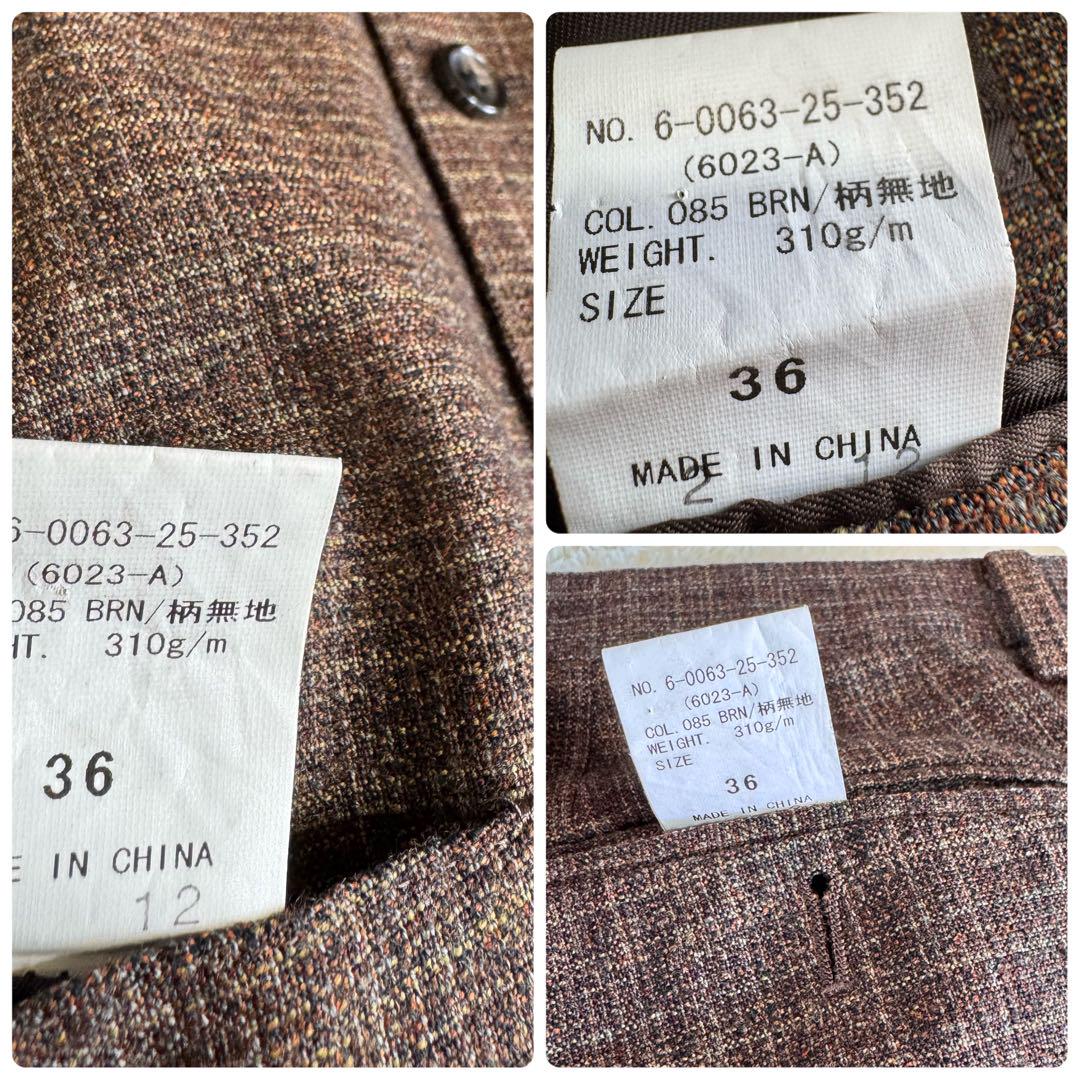 6-0063-25-352
(6023-A)
085 BRN/柄無地
HT. 310g/m
36
E IN CHINA
12
NO. 6-0063-25-352
(6023-A)
COL. 085 BRN/柄無地
WEIGHT. 310g/m
SIZE
36
MADE IN CHINA
2 12
NO. 6-0063-25-352
(6023-A)
COL. 085 BRN/柄無地
WEIGHT. 310g/m
SIZE
36
MADE IN CHINA